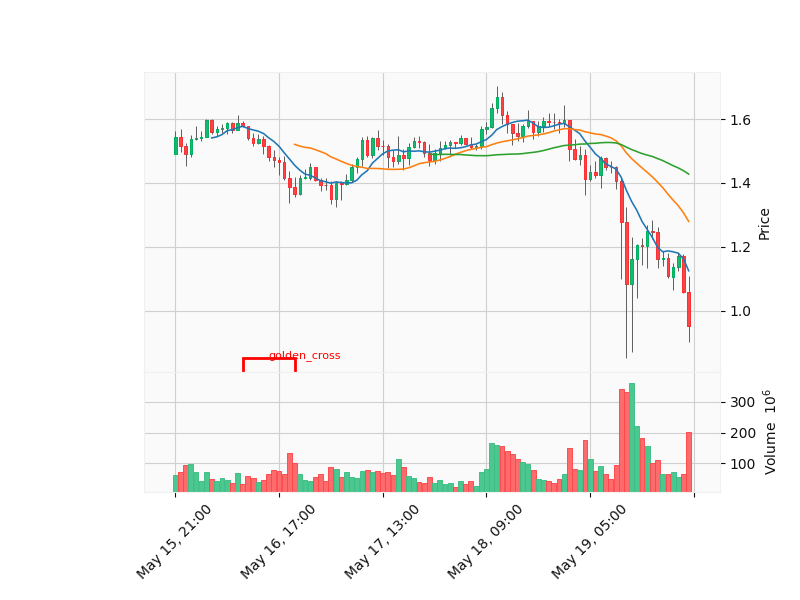 1.6
1.4
1.2
1.0
Price
golden_cross
300
200
100
Volume 10^6
May 15, 21:00
May 16, 17:00
May 17, 13:00
May 18, 09:00
May 19, 05:00